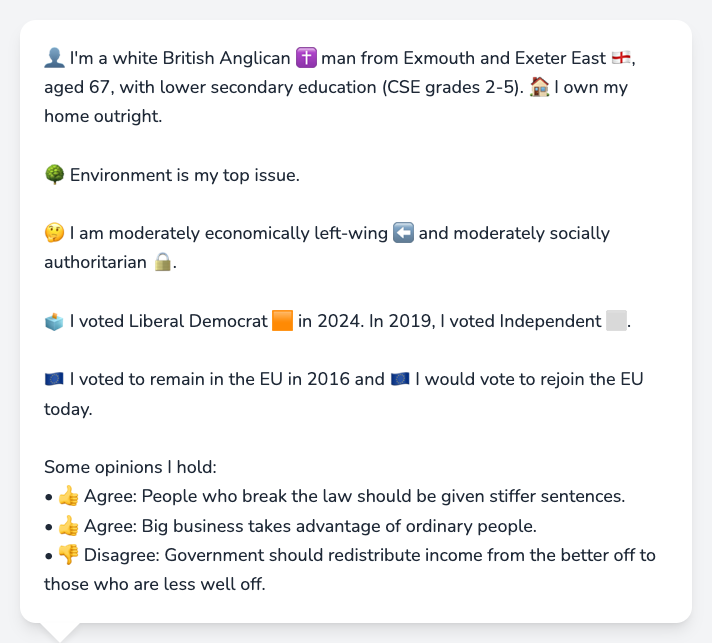 👤 I'm a white British Anglican ✝️ man from Exmouth and Exeter East 🏴󠁧󠁢󠁥󠁮󠁧󠁿,
aged 67, with lower secondary education (CSE grades 2-5). 🏠 I own my
home outright.
🌳 Environment is my top issue.
🤔 I am moderately economically left-wing ⬅️ and moderately socially
authoritarian 🔒.
🗳️ I voted Liberal Democrat 🟧 in 2024. In 2019, I voted Independent ⬜.
🇪🇺 I voted to remain in the EU in 2016 and 🇪🇺 I would vote to rejoin the EU
today.
Some opinions I hold:
• 👍 Agree: People who break the law should be given stiffer sentences.
• 👍 Agree: Big business takes advantage of ordinary people.
• 👎 Disagree: Government should redistribute income from the better off to
those who are less well off.